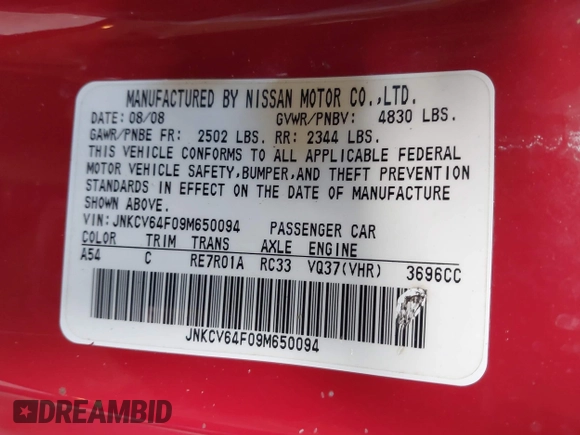 MANUFACTURED BY NISSAN MOTOR CO.,LTD.
DATE: 08/08 GVWR/PNBV: 4830 LBS.
GAWR/PNBE FR: 2502 LBS. RR: 2344 LBS.
THIS VEHICLE CONFORMS TO ALL APPLICABLE FEDERAL
MOTOR VEHICLE SAFETY,BUMPER,AND THEFT PREVENTION
STANDARDS IN EFFECT ON THE DATE OF MANUFACTURE
SHOWN ABOVE.
VIN: JNKCV64F09M650094 PASSENGER CAR
COLOR TRIM TRANS AXLE ENGINE
A54 C RE7R01A RC33 VQ37(VHR) 3696CC
JNKCV64F09M650094
DREAMBID